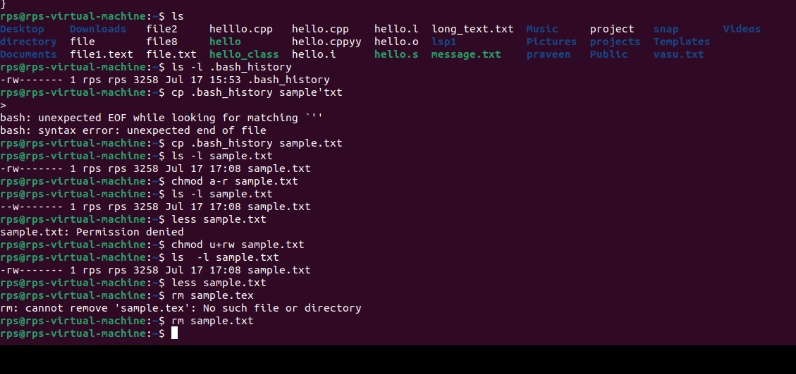 }
rps@rps-virtual-machine:~$ ls
Desktop Downloads file2 helllo.cpp hello.cpp hello.l long_text.txt Music project snap Videos
directory file file8 hello hello.cppyy hello.o lsp1 Pictures projects Templates
Documents file1.text file.txt hello_class hello.i hello.s message.txt praveen Public vasu.txt
rps@rps-virtual-machine:~$ ls -l .bash_history
-rw------- 1 rps rps 3258 Jul 17 15:53 .bash_history
rps@rps-virtual-machine:~$ cp .bash_history sample'txt
>
bash: unexpected EOF while looking for matching `''
bash: syntax error: unexpected end of file
rps@rps-virtual-machine:~$ cp .bash_history sample.txt
rps@rps-virtual-machine:~$ ls -l sample.txt
-rw------- 1 rps rps 3258 Jul 17 17:08 sample.txt
rps@rps-virtual-machine:~$ chmod a-r sample.txt
rps@rps-virtual-machine:~$ ls -l sample.txt
--w------- 1 rps rps 3258 Jul 17 17:08 sample.txt
rps@rps-virtual-machine:~$ less sample.txt
sample.txt: Permission denied
rps@rps-virtual-machine:~$ chmod u+rw sample.txt
rps@rps-virtual-machine:~$ ls  -l sample.txt
-rw------- 1 rps rps 3258 Jul 17 17:08 sample.txt
rps@rps-virtual-machine:~$ less sample.txt
rps@rps-virtual-machine:~$ rm sample.tex
rm: cannot remove 'sample.tex': No such file or directory
rps@rps-virtual-machine:~$ rm sample.txt
rps@rps-virtual-machine:~$